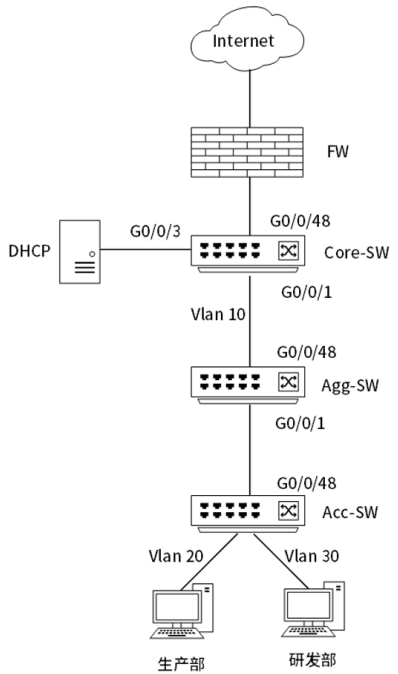 Internet
FW
G0/0/48
G0/0/3
DHCP
Core-SW
G0/0/1
Vlan 10
G0/0/48
Agg-SW
G0/0/1
G0/0/48
Acc-SW
Vlan 20
Vlan 30
生产部
研发部